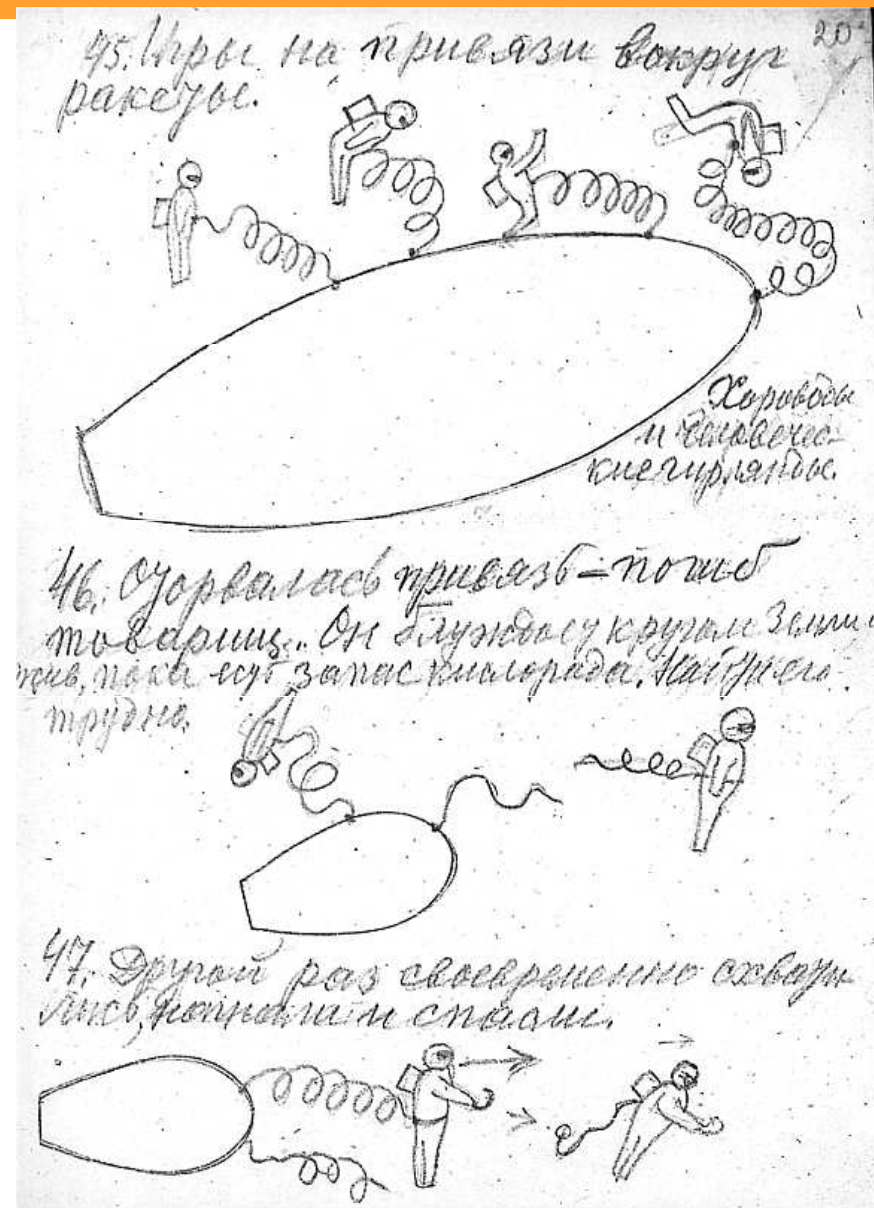 20
45. Игры на привязи вокруг
ракеты.
Хороводы
и человечес-
кие гирлянды.
46. Оторвалась привязь = погиб
товарищ. Он блуждает кругом Земли
жив, пока есть запас кислорода. Найти его
трудно.
47. Другой раз своевременно схвати-
лись, нагнали и спасли.